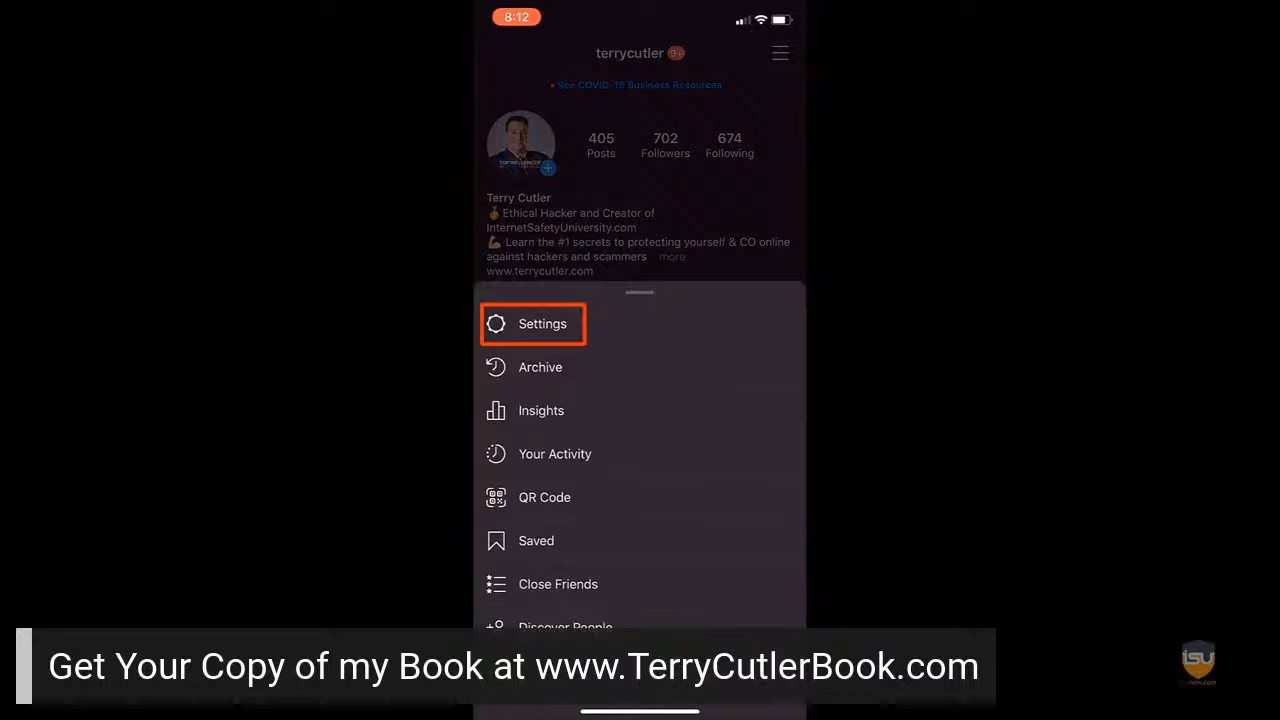 8:12
terrycutler 9+
See COVID-19 Business Resources
405 702 674
Posts Followers Following
Terry Cutler
🥇 Ethical Hacker and Creator of
InternetSafetyUniversity.com
💪 Learn the #1 secrets to protecting yourself & CO online
against hackers and scammers more
www.terrycutler.com
Settings
Archive
Insights
Your Activity
QR Code
Saved
Close Friends
Discover People
Get Your Copy of my Book at www.TerryCutlerBook.com
isu